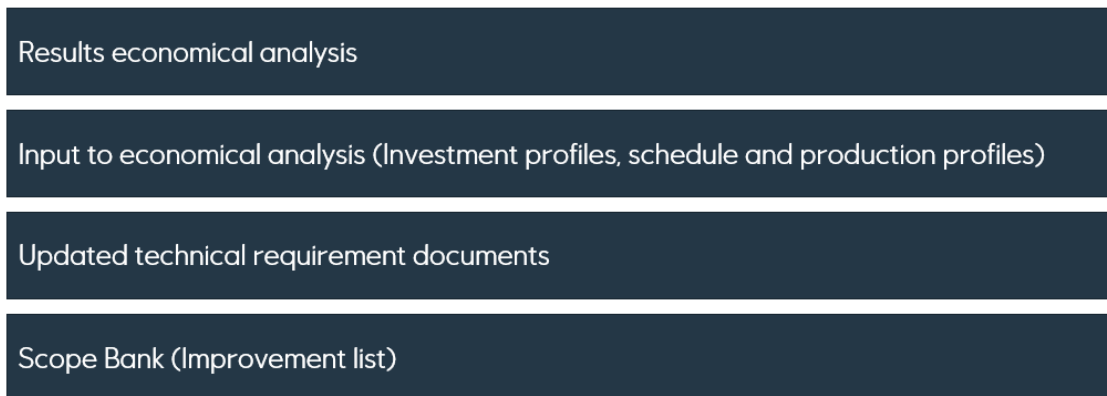 Results economical analysis
Input to economical analysis (Investment profiles, schedule and production profiles)
Updated technical requirement documents
Scope Bank (Improvement list)